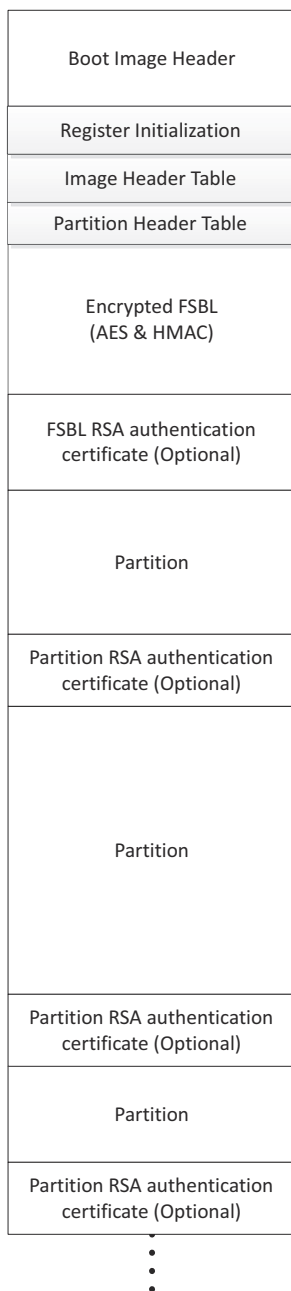 Boot Image Header
Register Initialization
Image Header Table
Partition Header Table
Encrypted FSBL
(AES & HMAC)
FSBL RSA authentication
certificate (Optional)
Partition
Partition RSA authentication
certificate (Optional)
Partition
Partition RSA authentication
certificate (Optional)
Partition
Partition RSA authentication
certificate (Optional)